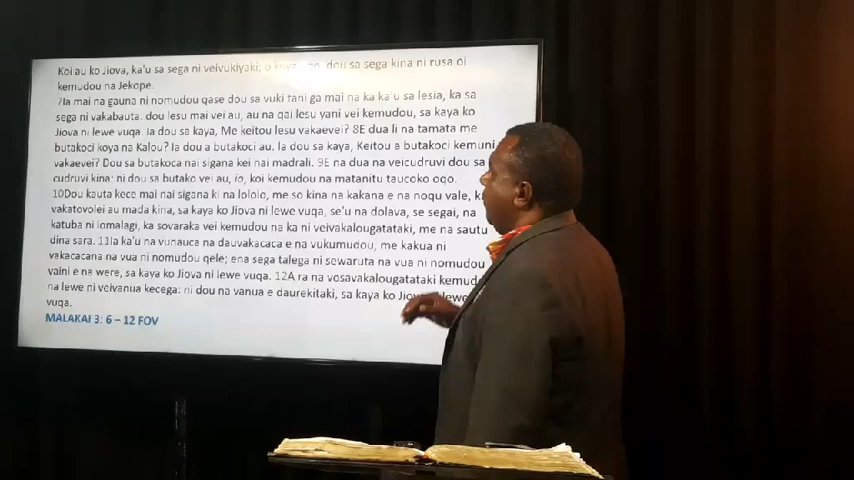 Koi au ko Jiova, ka'u sa sega ni veivukiyaki; o dou sa sega kina ni rusa oi
kemudou na Jekope.
7Ia mai na gauna ni nomudou qase dou sa vuki tani ga mai na ka ka'u sa lesia, ka sa
sega ni vakabauta. dou lesu mai vei au, au na qai lesu yani vei kemudou, sa kaya ko
Jiova ni lewe vuqa. Ia dou sa kaya, Me keitou lesu vakaevei? 8E dua li na tamata me
butakoci koya na Kalou? Ia dou a butakoci au. Ia dou sa kaya, Keitou a butakoci kemuni
vakaevei? Dou sa butakoca nai sigana kei nai madrali. 9E na dua na veicudruvi dou sa
cudruvi kina: ni dou sa butako vei au, io, koi kemudou na matanitu taucoko oqo.
10Dou kauta kece mai nai sigana ki na lololo, me so kina na kakana e na noqu vale,
vakatovolei au mada kina, sa kaya ko Jiova ni lewe vuqa, se'u na dolava, se segai, na
katuba ni lomalagi, ka sovaraka vei kemudou na ka ni veivakalougatataki, me na sautu
dina sara. 11Ia ka'u na vunauca na dauvakacaca e na vukumudou, me kakua ni
vakacacana na vua ni nomudou qele; ena sega talega ni sewaruta na vua ni nomudou
vaini e na were, sa kaya ko Jiova ni lewe vuqa. 12A ra na vosavakalougatataki
na lewe ni veivanua kecega: ni dou na vanua e daurekitaki, sa kaya ko lewe
vuqa.
MALAKAI 3: 6 – 12 FOV